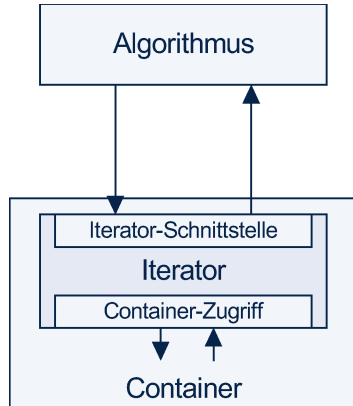 Algorithmus
Iterator-Schnittstelle
Iterator
Container-Zugriff
Container